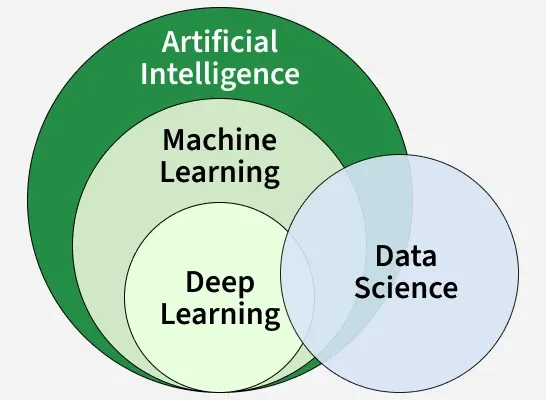 Artificial
Intelligence
Machine
Learning
Data
Science
Deep
Learning